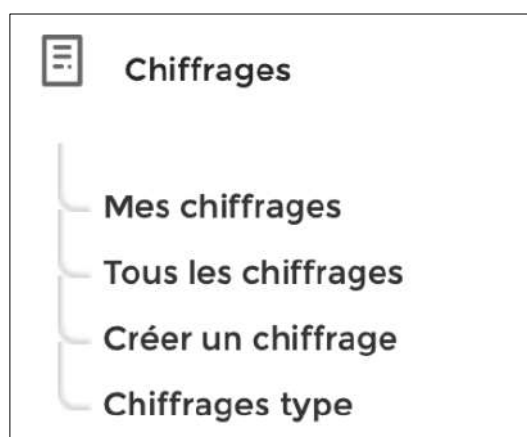 Chiffrages
Mes chiffrages
Tous les chiffrages
Créer un chiffrage
Chiffrages type